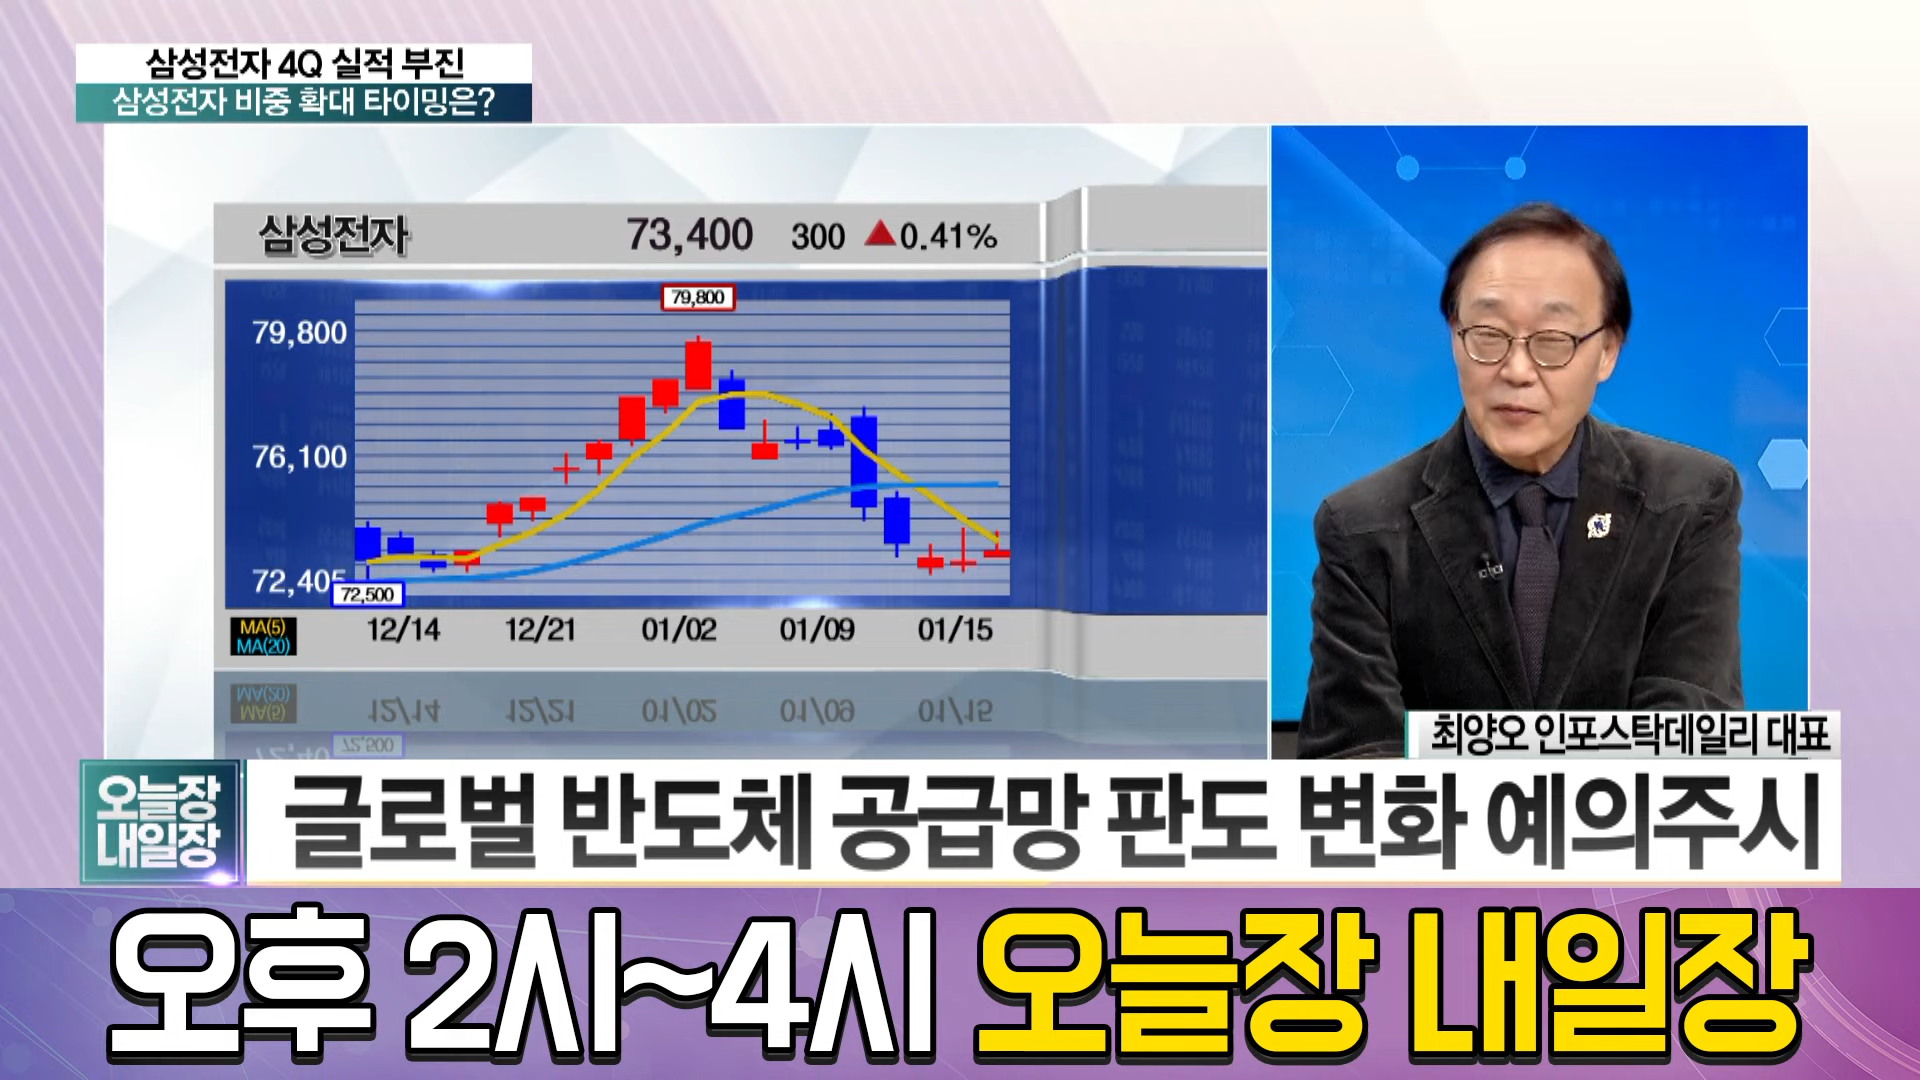 삼성전자 4Q 실적 부진
삼성전자 비중 확대 타이밍은?
삼성전자 73,400 300 ▲0.41%
79,800
79,800
76,100
72,405
72,500
MA(5)
MA(20)
12/14 12/21 01/02 01/09 01/15
최양오 인포스탁데일리 대표
오늘장
내일장
글로벌 반도체 공급망 판도 변화 예의주시
오후 2시~4시 오늘장 내일장